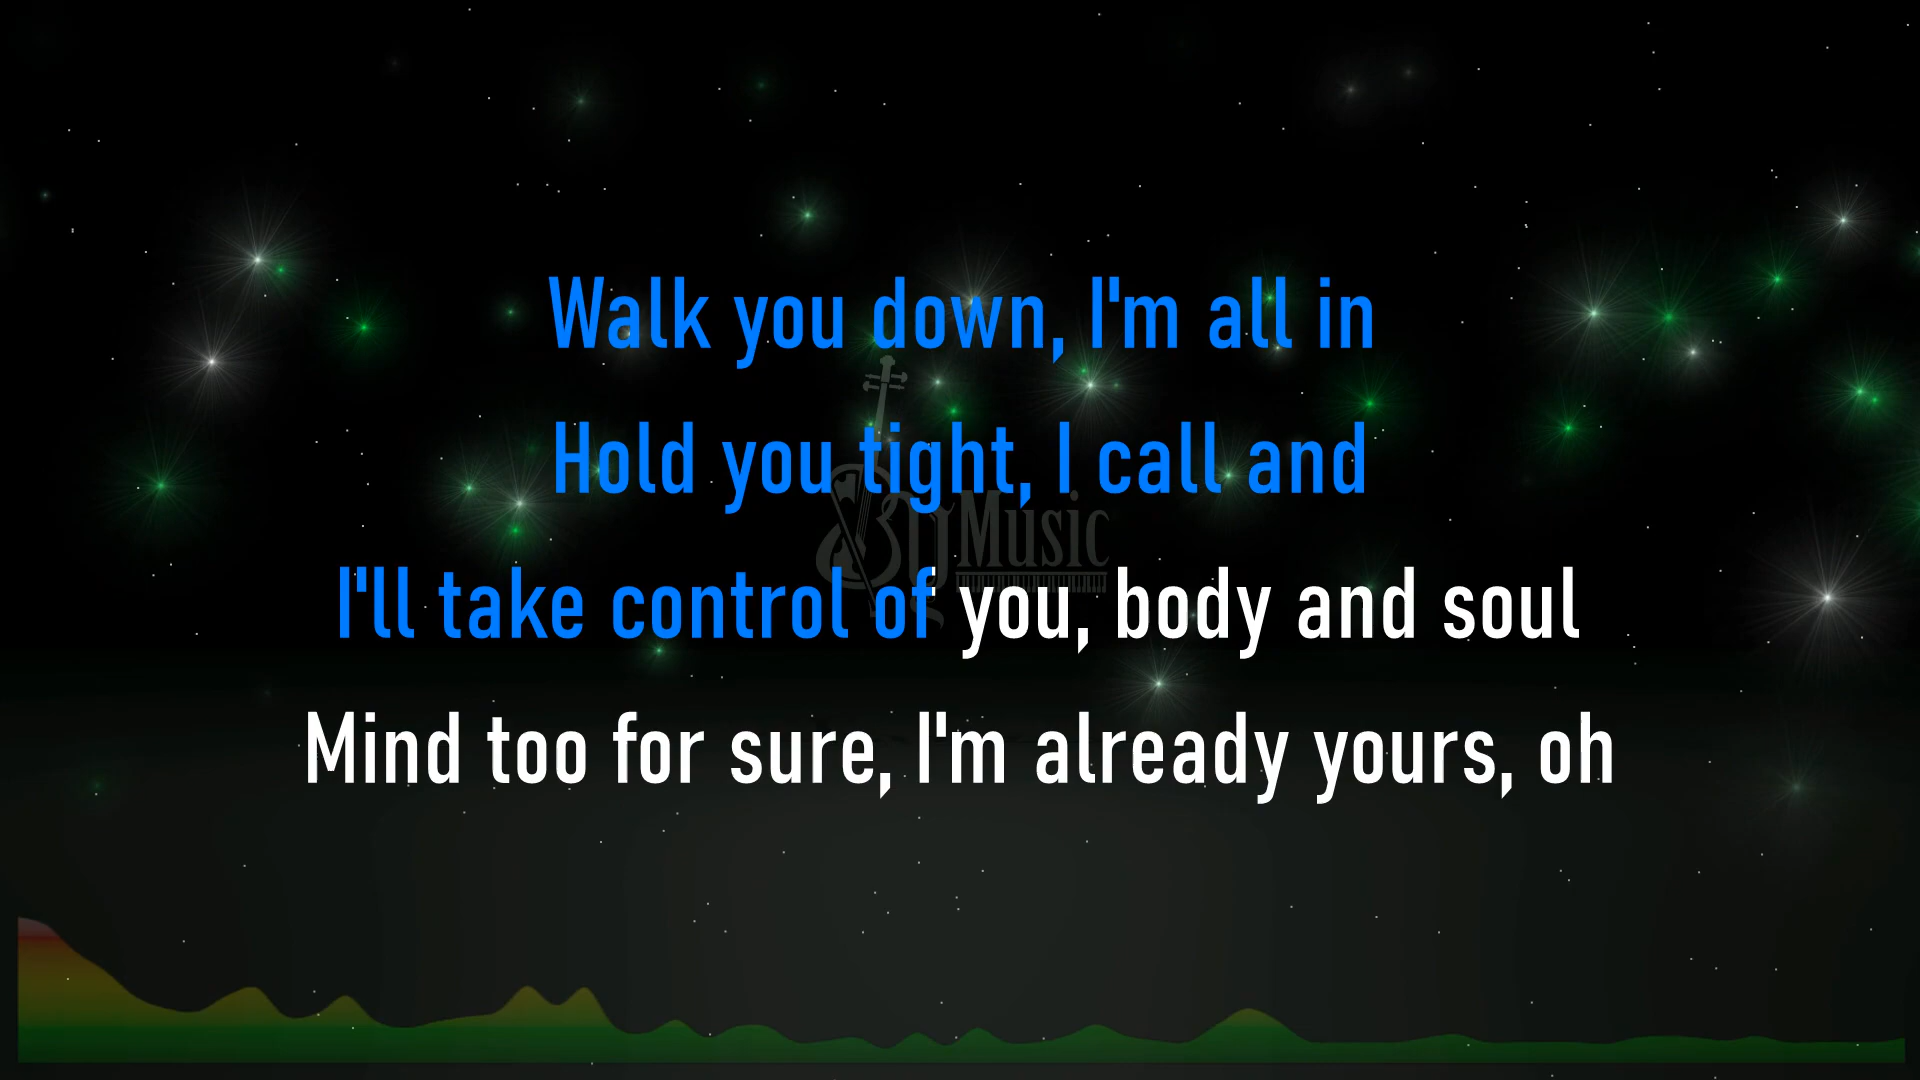 Walk you down, I'm all in
Hold you tight, I call and
I'll take control of you, body and soul
Mind too for sure, I'm already yours, oh
Music